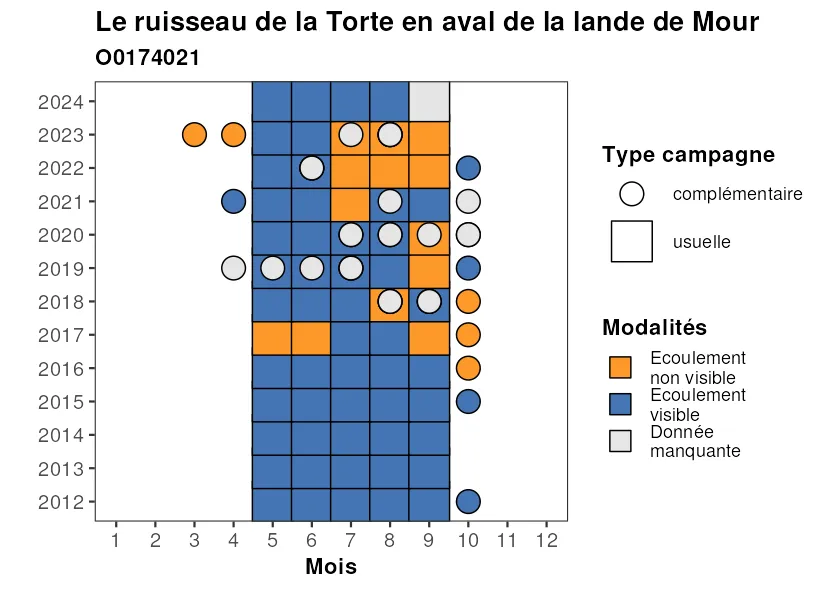 Le ruisseau de la Torte en aval de la lande de Mour
O0174021
2024
2023
2022
2021
2020
2019
2018
2017
2016
2015
2014
2013
2012
1 2 3 4 5 6 7 8 9 10 11 12
Mois
Type campagne
complémentaire
usuelle
Modalités
Ecoulement
non visible
Ecoulement
visible
Donnée
manquante